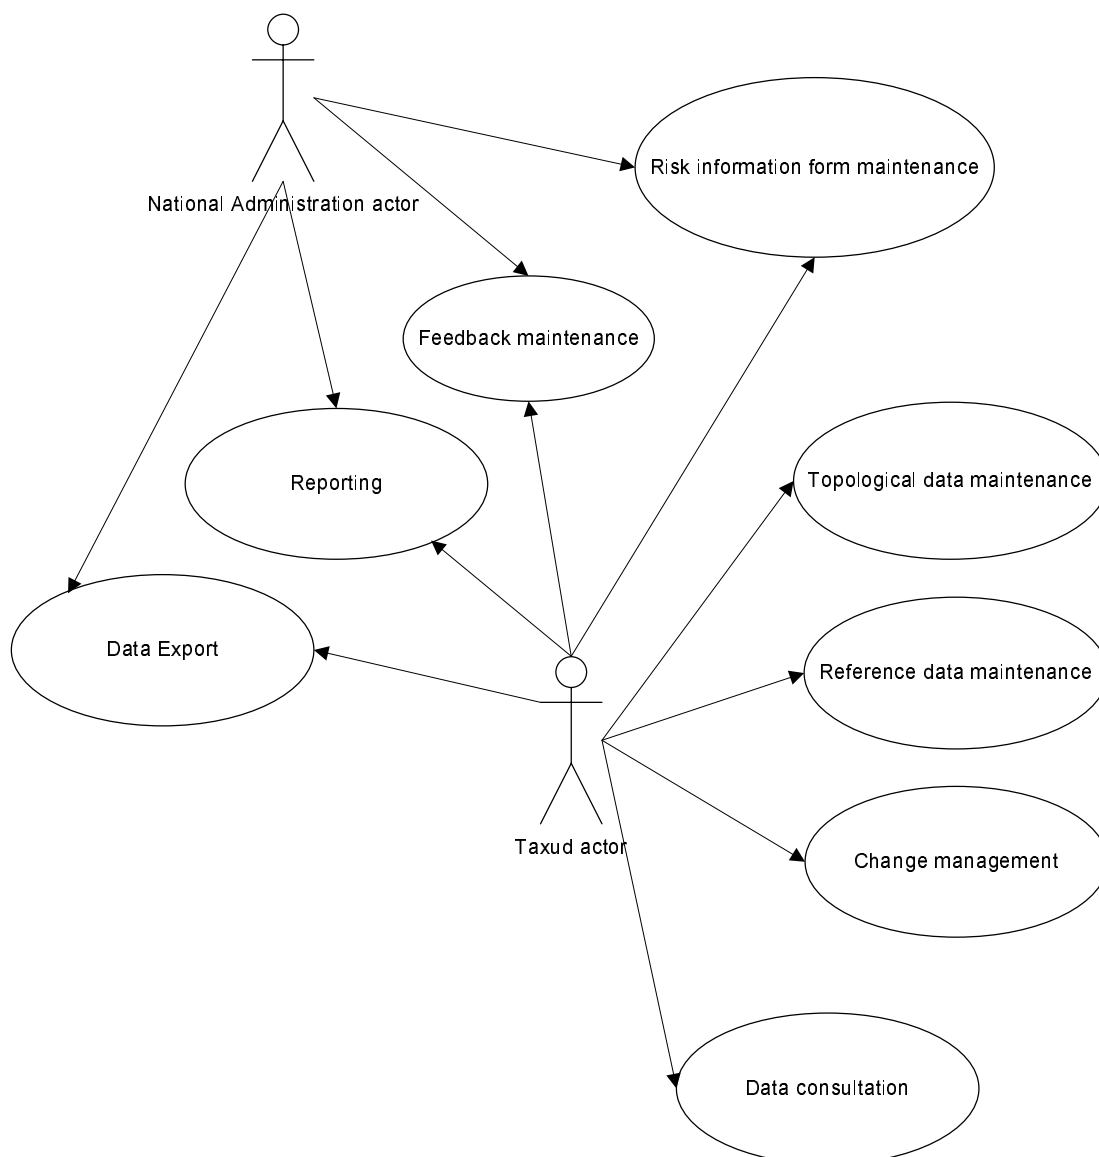 Risk information form maintenance
National Administration actor
Feedback maintenance
Topological data maintenance
Reporting
Data Export
Reference data maintenance
Taxud actor
Change management
Data consultation